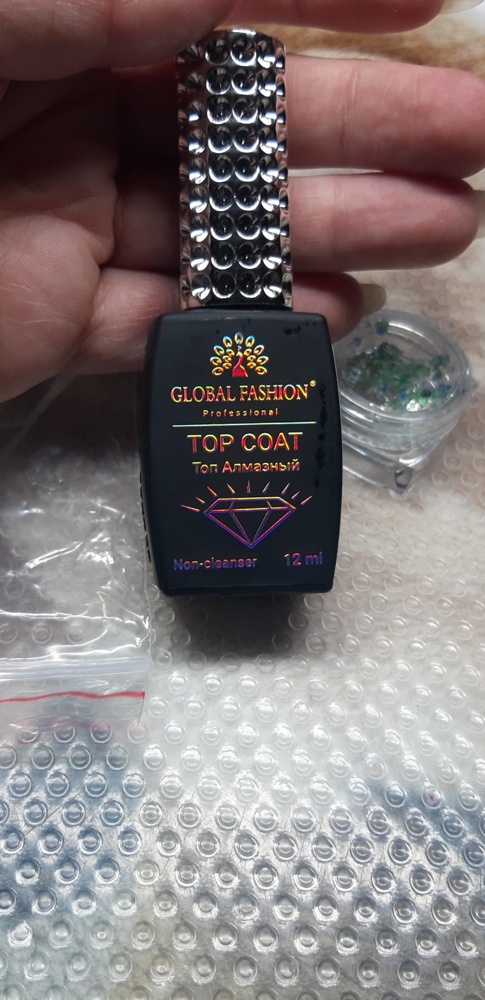 GLOBAL FASHION®
Professional
TOP COAT
Топ Алмазный
Non-cleanser 12 ml